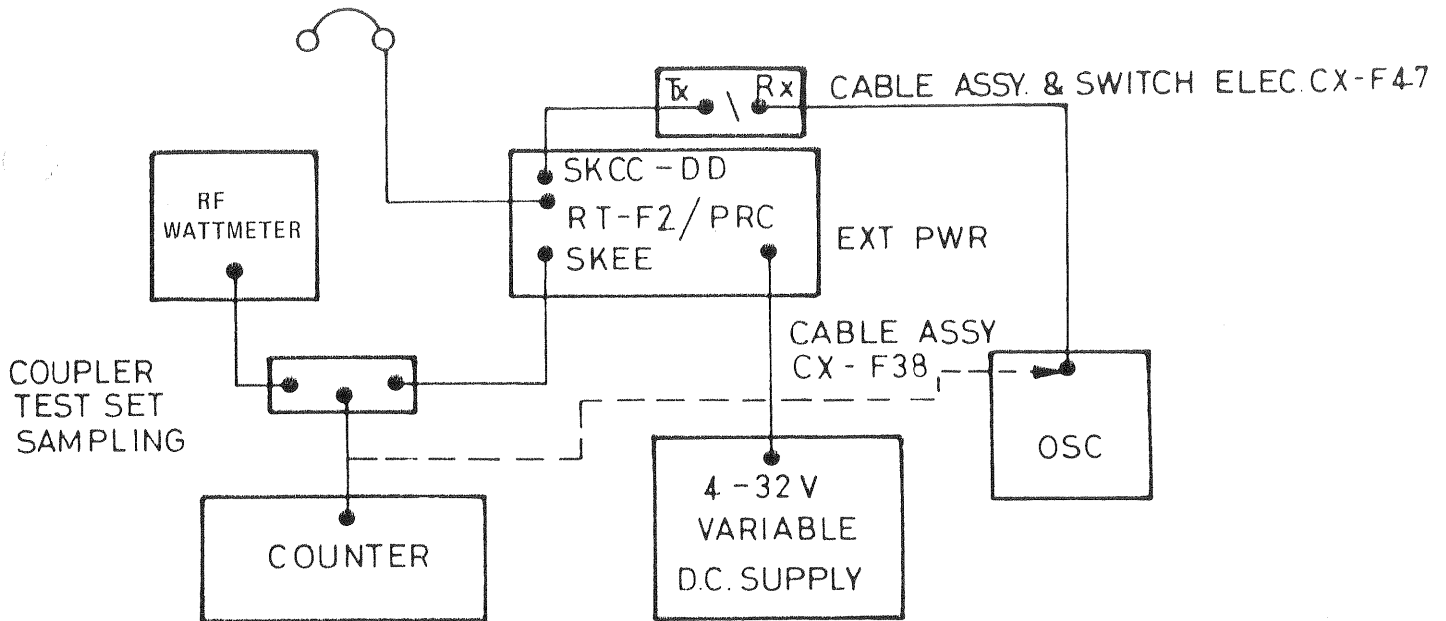 Tx Rx
CABLE ASSY. & SWITCH ELEC. CX-F47
RF
WATTMETER
SKCC-DD
RT-F2/PRC
SKEE
EXT PWR
CABLE ASSY
CX-F38
COUPLER
TEST SET
SAMPLING
OSC
4-32V
VARIABLE
D.C. SUPPLY
COUNTER